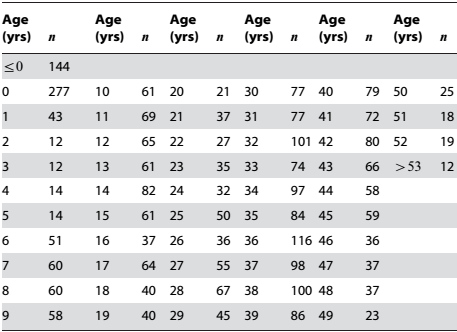 Age Age Age Age Age Age
(yrs) n (yrs) n (yrs) n (yrs) n (yrs) n (yrs) n
≤0 144
0 277 10 61 20 21 30 77 40 79 50 25
1 43 11 69 21 37 31 77 41 72 51 18
2 12 12 65 22 27 32 101 42 80 52 19
3 12 13 61 23 35 33 74 43 66 >53 12
4 14 14 82 24 32 34 97 44 58
5 14 15 61 25 50 35 84 45 59
6 51 16 37 26 36 36 116 46 36
7 60 17 64 27 55 37 98 47 37
8 60 18 40 28 67 38 100 48 37
9 58 19 40 29 45 39 86 49 23